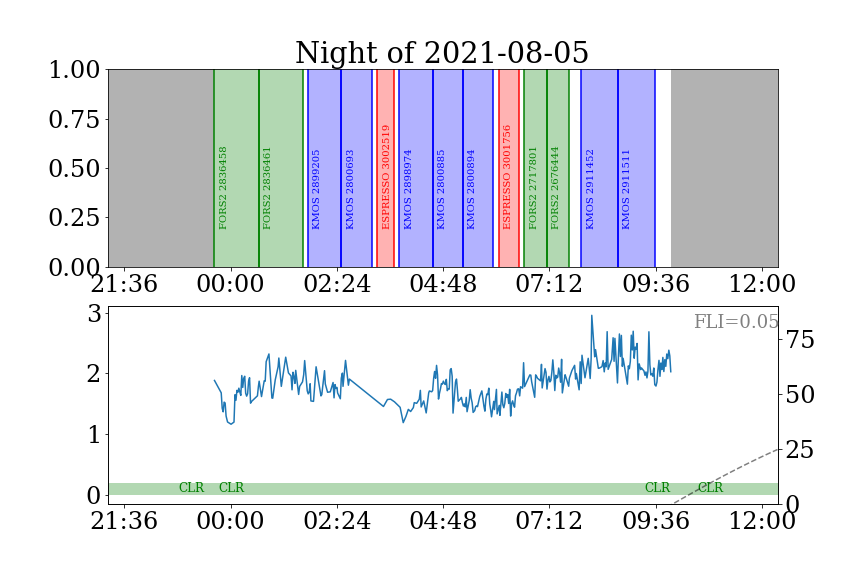 Night of 2021-08-05
1.00
0.75
0.50
0.25
0.00
FORS2 2836458
FORS2 2836461
KMOS 2899205
KMOS 2800693
ESPRESSO 3002519
KMOS 2898974
KMOS 2800885
KMOS 2800894
ESPRESSO 3001756
FORS2 2717801
FORS2 2676444
KMOS 2911452
KMOS 2911511
21:36 00:00 02:24 04:48 07:12 09:36 12:00
FLI=0.05
3
2
1
0
75
50
25
0
CLR CLR CLR CLR
21:36 00:00 02:24 04:48 07:12 09:36 12:00